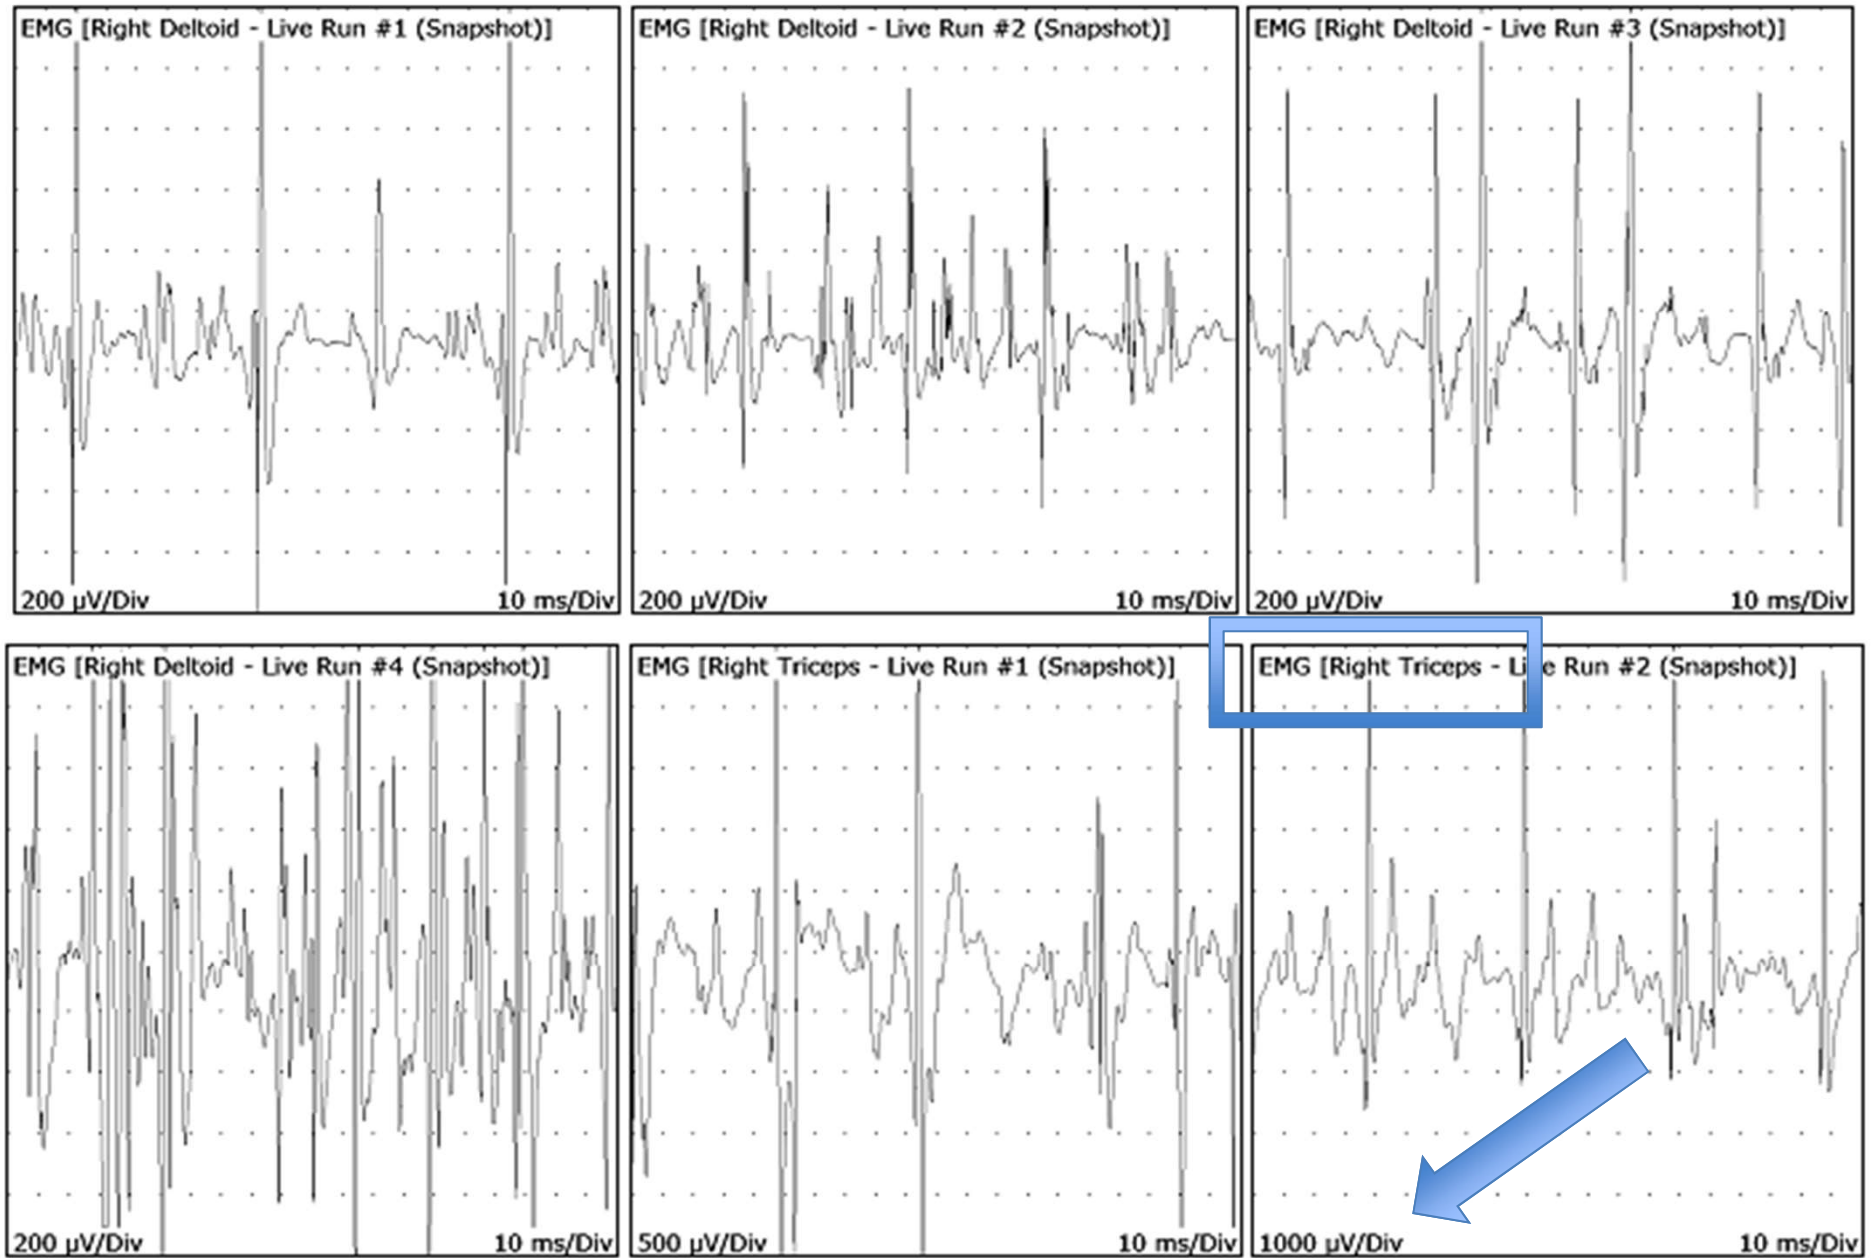 EMG [Right Deltoid - Live Run #1 (Snapshot)]
200 µV/Div 10 ms/Div
EMG [Right Deltoid - Live Run #2 (Snapshot)]
200 µV/Div 10 ms/Div
EMG [Right Deltoid - Live Run #3 (Snapshot)]
200 µV/Div 10 ms/Div
EMG [Right Deltoid - Live Run #4 (Snapshot)]
200 µV/Div 10 ms/Div
EMG [Right Triceps - Live Run #1 (Snapshot)]
500 µV/Div 10 ms/Div
EMG [Right Triceps - Live Run #2 (Snapshot)]
1000 µV/Div 10 ms/Div